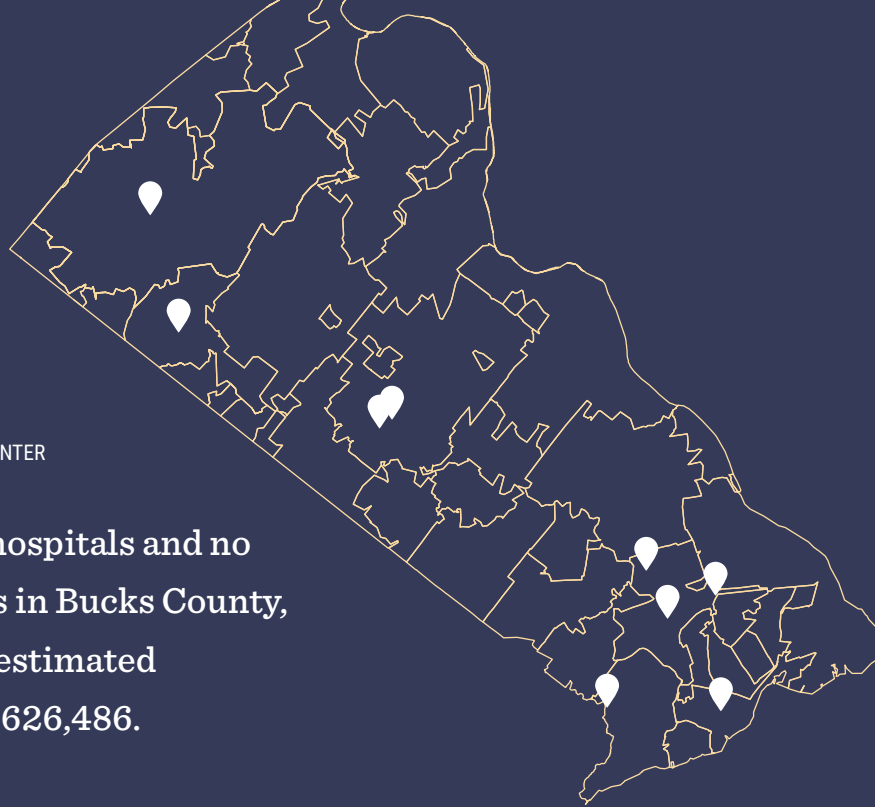 NTER
hospitals and no
s in Bucks County,
estimated
626,486.